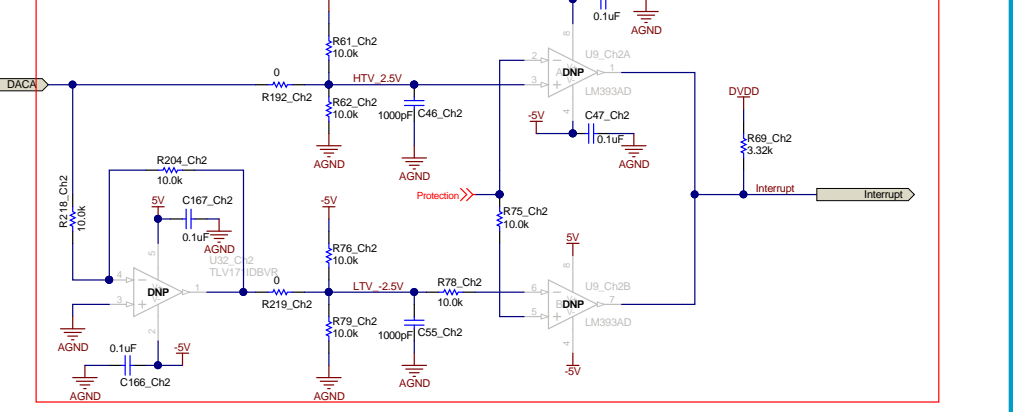 0.1uF
AGND
R61_Ch2
10.0k
8
U9_Ch2A
2
DNP
1
3
LM393AD
4
DACA
0
R192_Ch2
HTV_2.5V
R62_Ch2
10.0k
1000pF
C46_Ch2
AGND
AGND
-5V
C47_Ch2
0.1uF
AGND
DVDD
R69_Ch2
3.32k
R204_Ch2
10.0k
R218_Ch2
10.0k
5V
C167_Ch2
0.1uF
AGND
U32_Ch2
TLV171IDBVR
5
4
DNP
1
3
2
AGND
0.1uF
-5V
C166_Ch2
AGND
-5V
R76_Ch2
10.0k
0
R219_Ch2
LTV_-2.5V
R79_Ch2
10.0k
1000pF
C55_Ch2
AGND
AGND
R78_Ch2
10.0k
Protection
R75_Ch2
10.0k
Interrupt
Interrupt
5V
8
U9_Ch2B
6
DNP
7
5
LM393AD
4
-5V